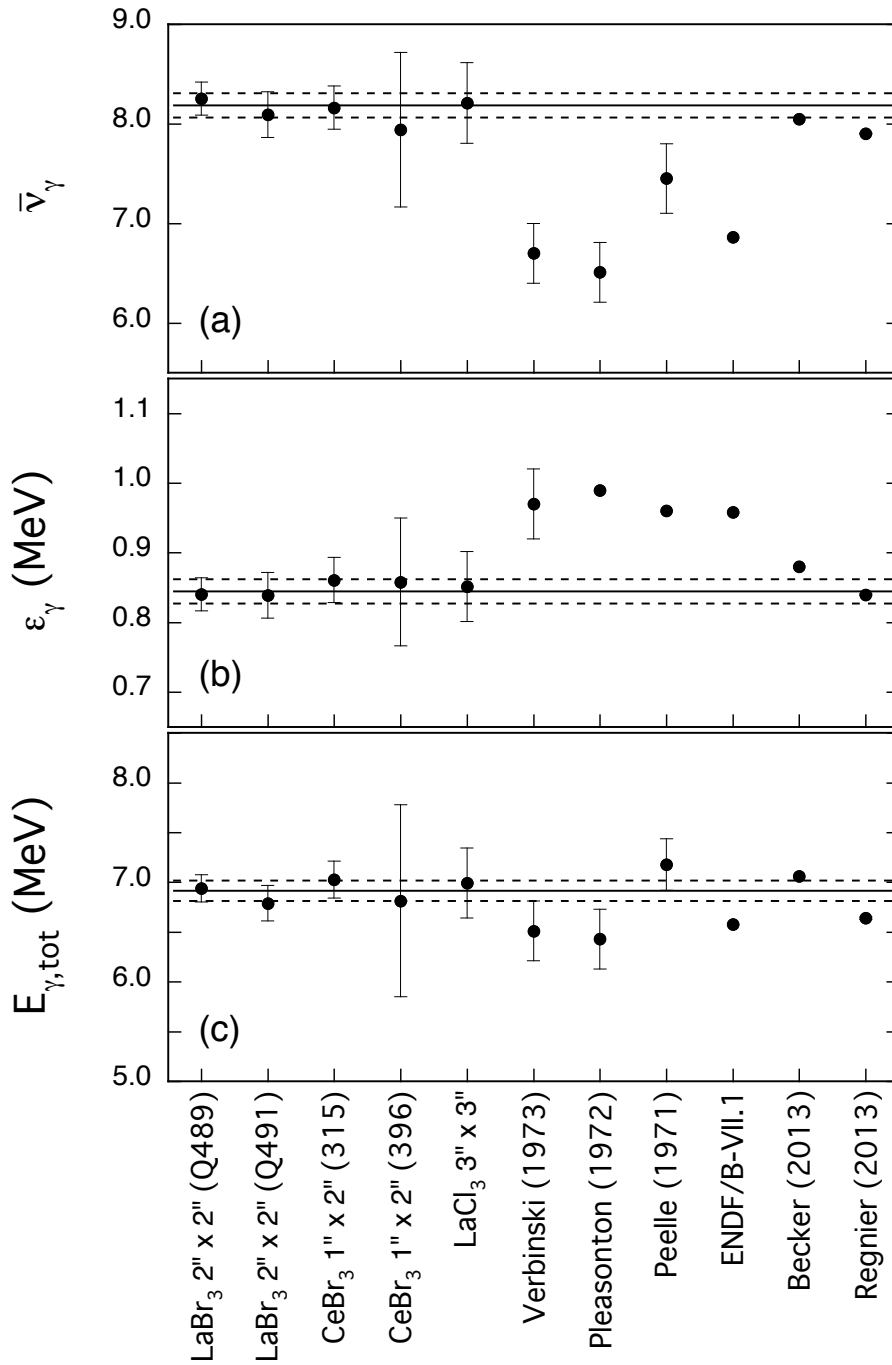 9.0
8.0
7.0
6.0
ν̄γ
(a)
1.1
1.0
0.9
0.8
0.7
εγ (MeV)
(b)
8.0
7.0
6.0
5.0
Eγ,tot (MeV)
(c)
LaBr₃ 2" x 2" (Q489)
LaBr₃ 2" x 2" (Q491)
CeBr₃ 1" x 2" (315)
CeBr₃ 1" x 2" (396)
LaCl₃ 3" x 3"
Verbinski (1973)
Pleasonton (1972)
Peelle (1971)
ENDF/B-VII.1
Becker (2013)
Regnier (2013)